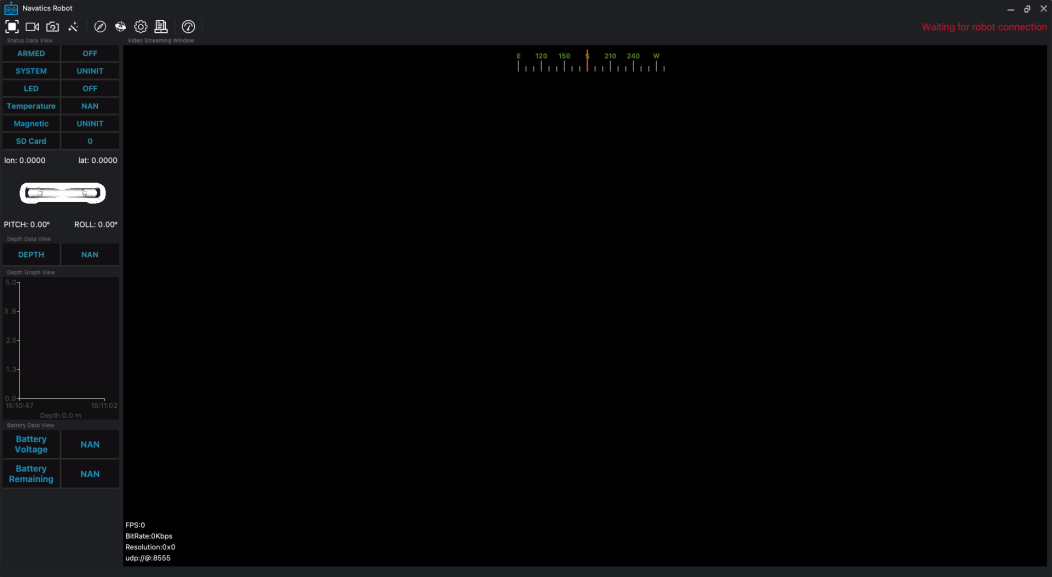 Navatics Robot
Waiting for robot connection
Status Data View
Video Streaming Window
ARMED OFF
SYSTEM UNINIT
LED OFF
Temperature NAN
Magnetic UNINIT
SD Card 0
lon: 0.0000 lat: 0.0000
PITCH: 0.00° ROLL: 0.00°
Depth Data View
DEPTH NAN
Depth Graph View
5.0
3.8
2.5
1.3
0.0
15:10:47 15:11:02
Depth 0.0 m
Battery Data View
Battery
Voltage
NAN
Battery
Remaining
NAN
E 120 150 S 210 240 W
FPS:0
BitRate:0Kbps
Resolution:0x0
udp://@:8555